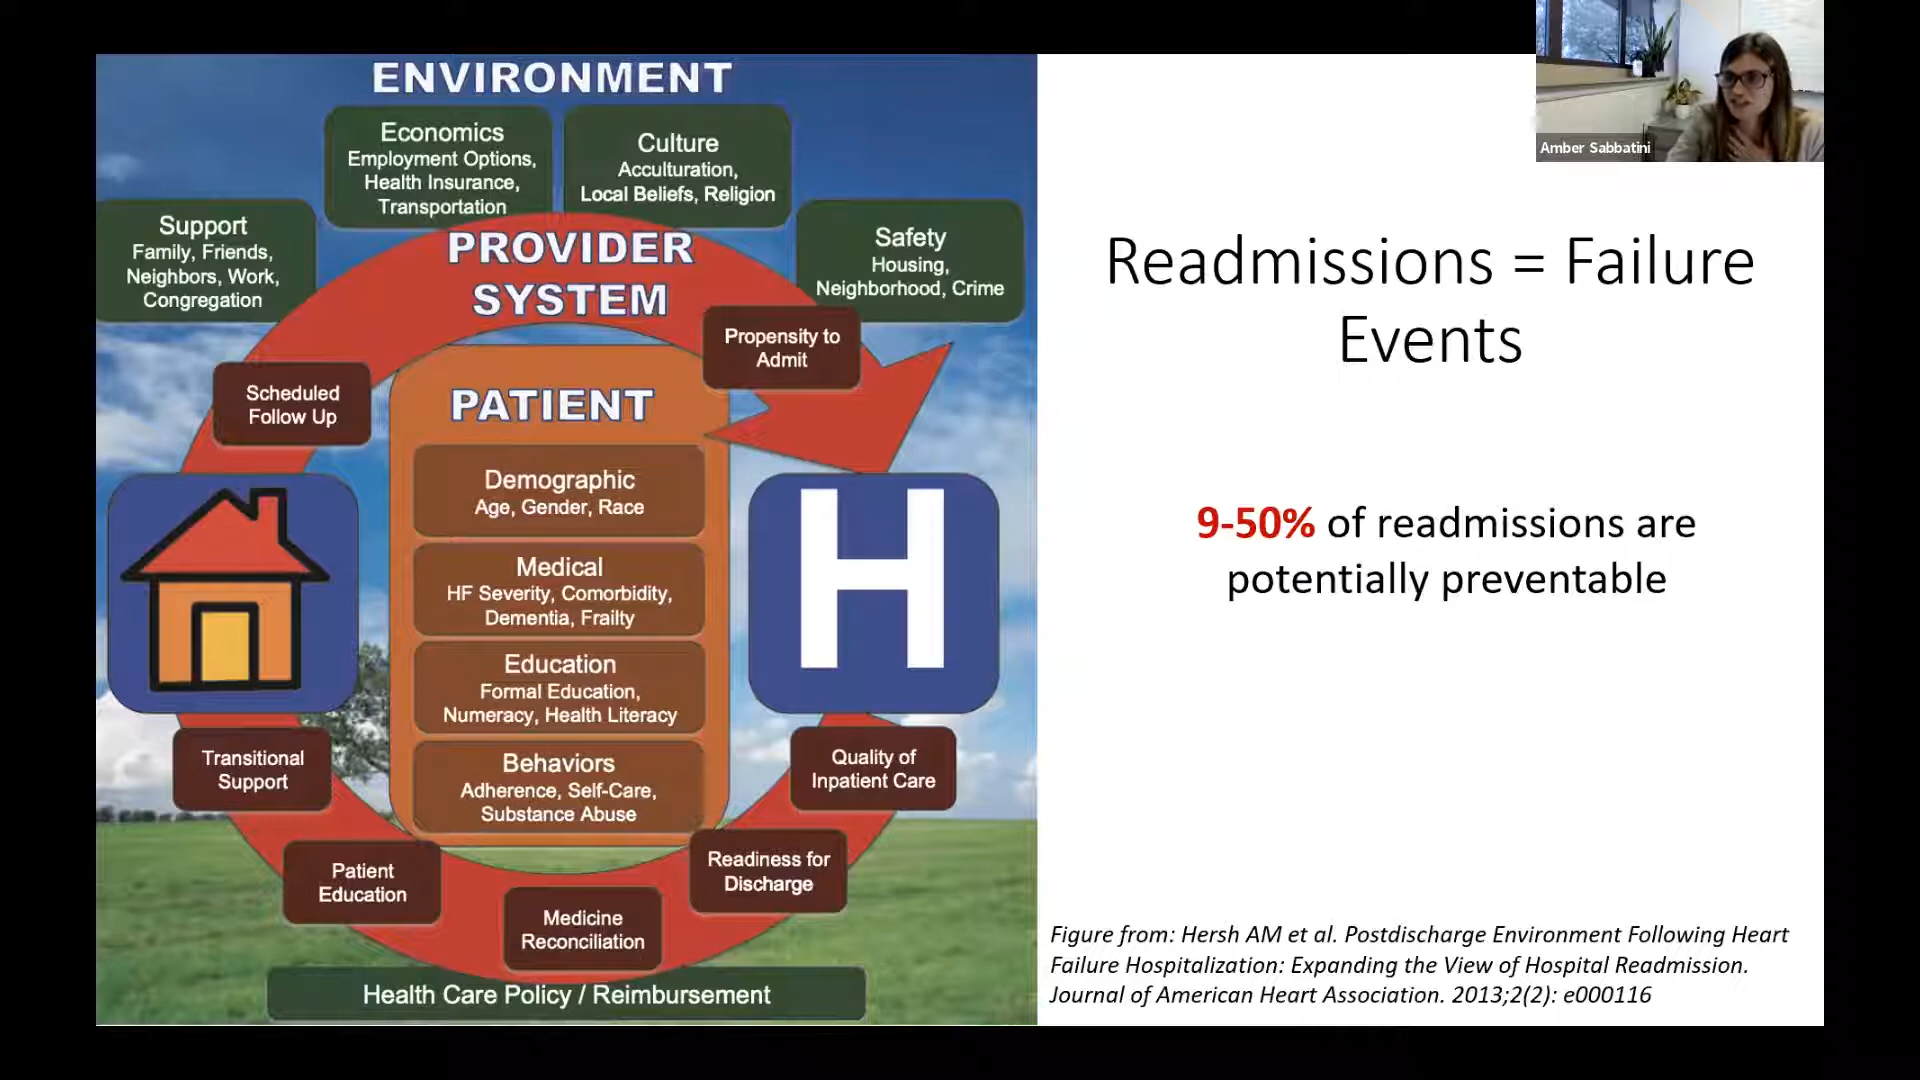 ENVIRONMENT
Economics
Employment Options,
Health Insurance,
Transportation
Culture
Acculturation,
Local Beliefs, Religion
Support
Family, Friends,
Neighbors, Work,
Congregation
Safety
Housing,
Neighborhood, Crime
PROVIDER
SYSTEM
Propensity to
Admit
Scheduled
Follow Up
PATIENT
Demographic
Age, Gender, Race
Medical
HF Severity, Comorbidity,
Dementia, Frailty
Education
Formal Education,
Numeracy, Health Literacy
Behaviors
Adherence, Self-Care,
Substance Abuse
H
Transitional
Support
Quality of
Inpatient Care
Patient
Education
Readiness for
Discharge
Medicine
Reconciliation
Health Care Policy / Reimbursement
Amber Sabbatini
Readmissions = Failure
Events
9-50% of readmissions are
potentially preventable
Figure from: Hersh AM et al. Postdischarge Environment Following Heart
Failure Hospitalization: Expanding the View of Hospital Readmission.
Journal of American Heart Association. 2013;2(2): e000116